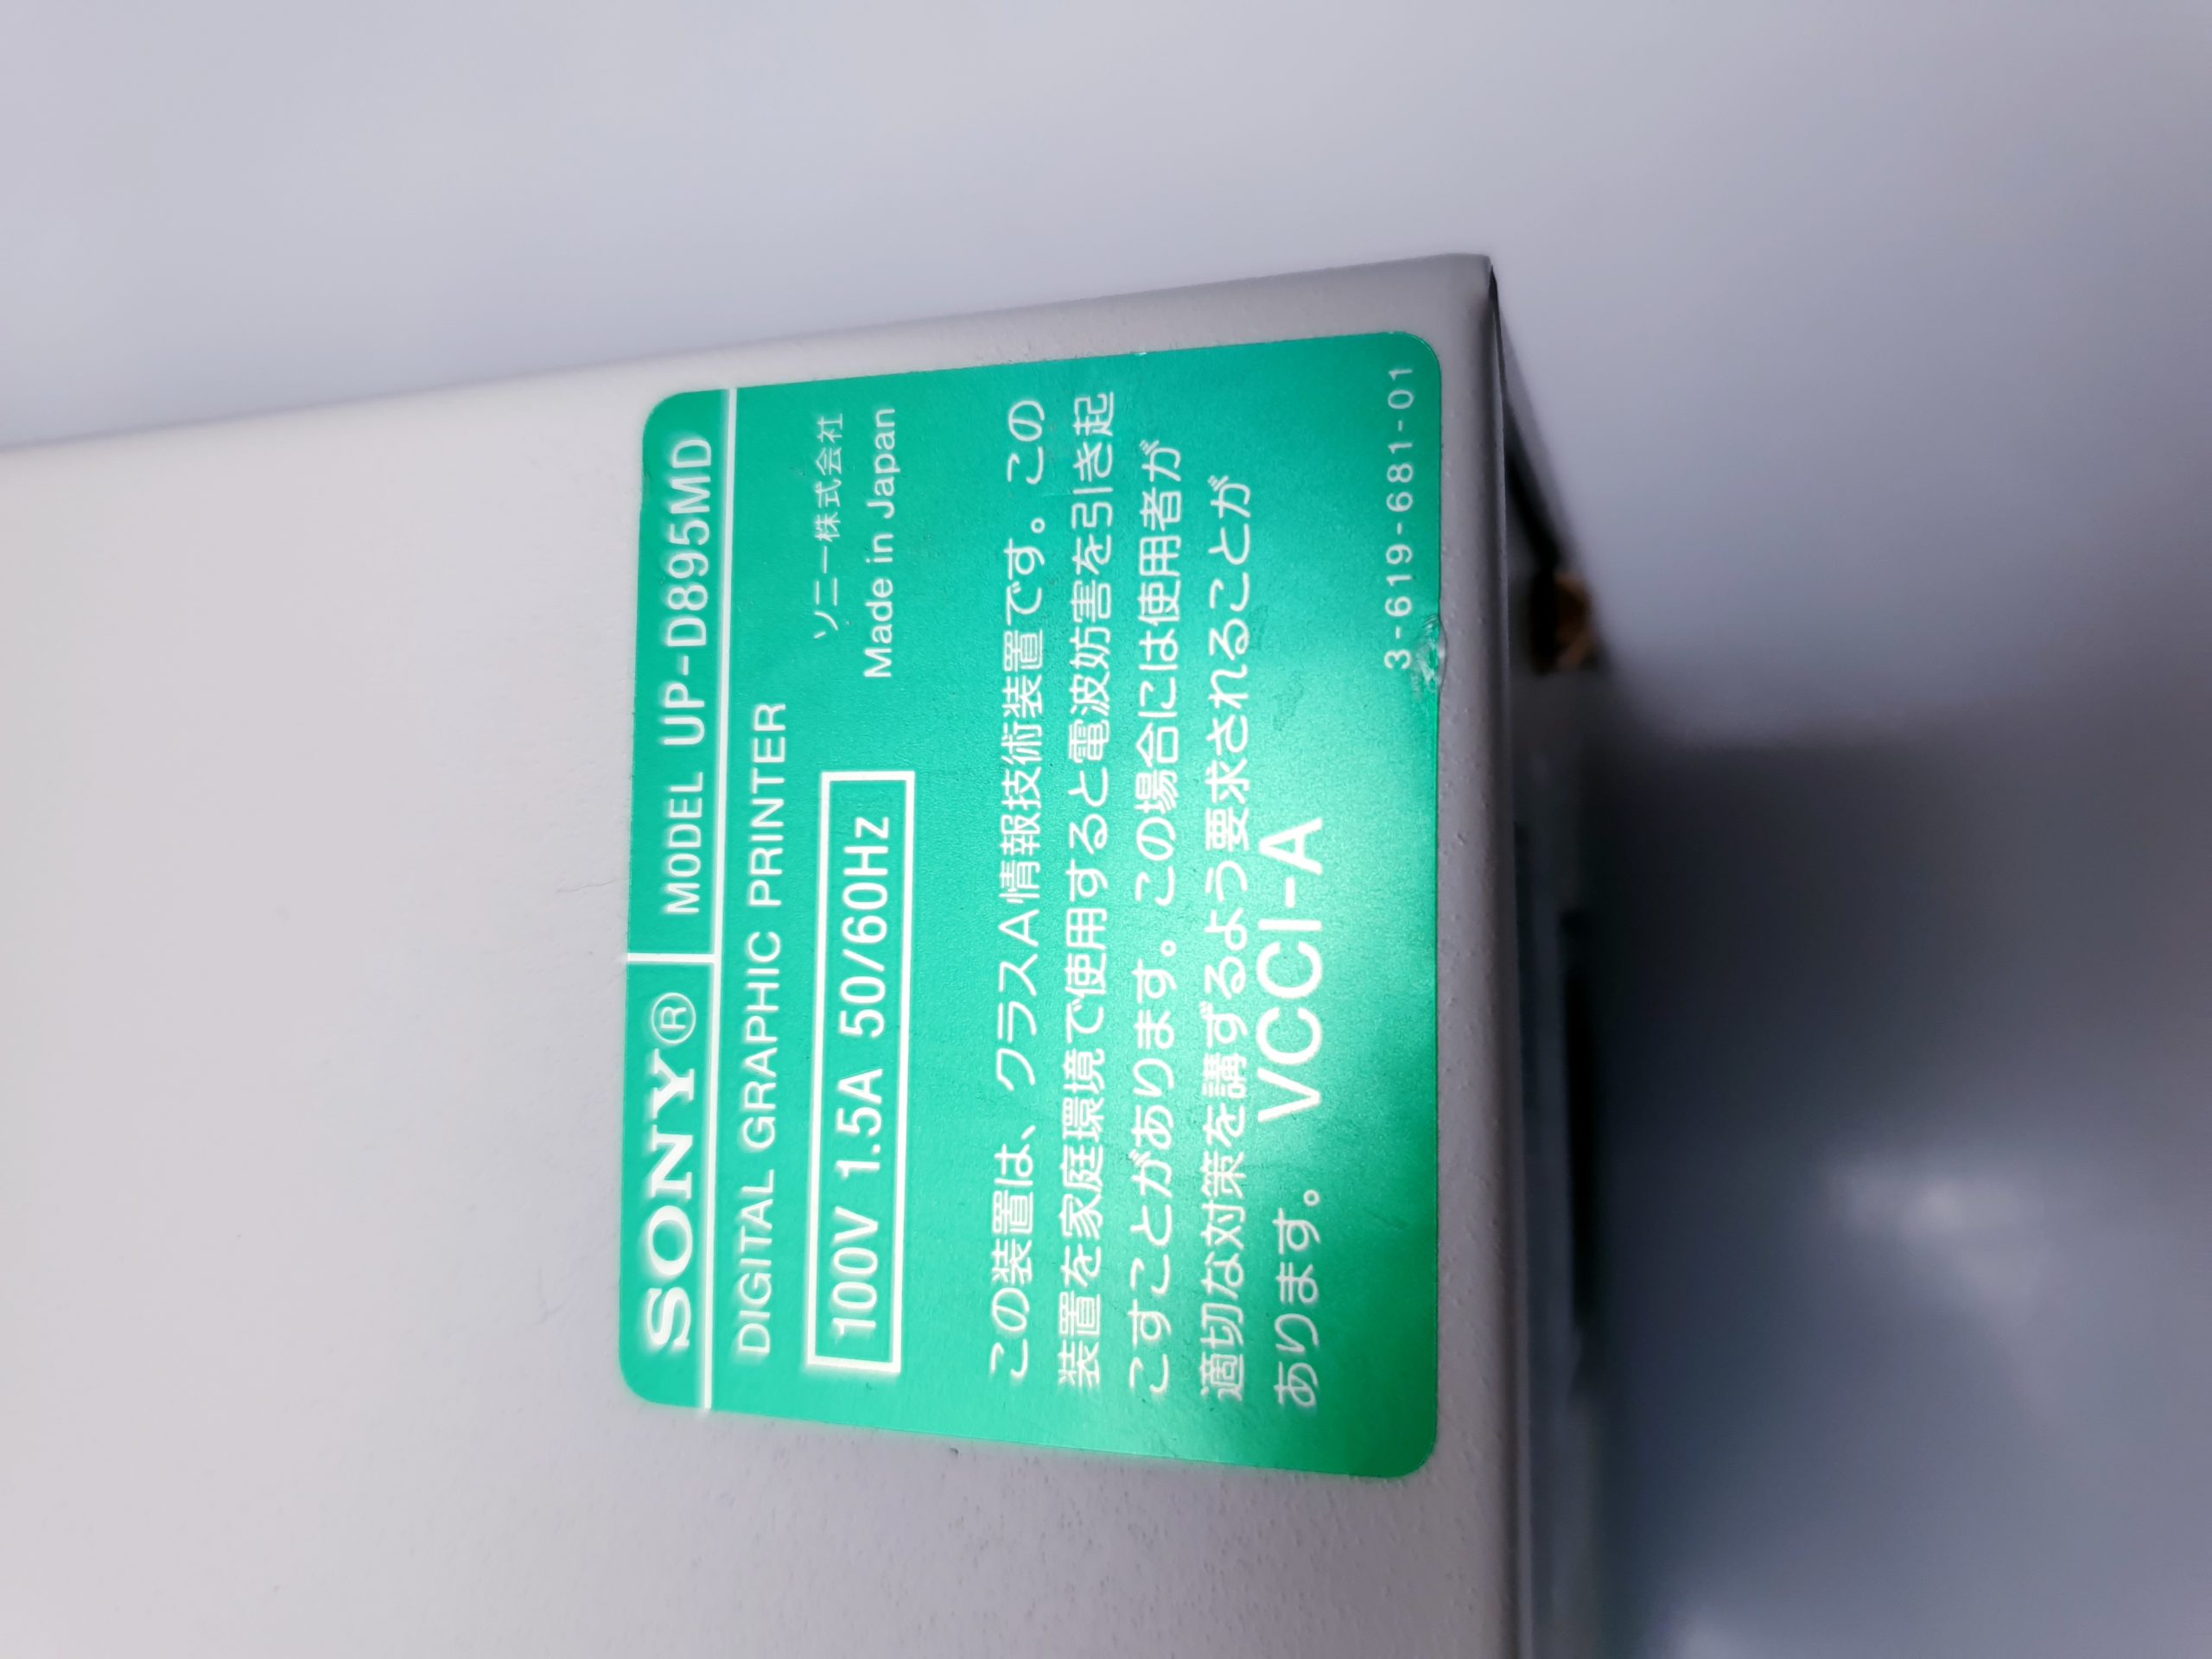 SONY® MODEL UP-D895MD
DIGITAL GRAPHIC PRINTER
100V 1.5A 50/60Hz
ソニー株式会社
Made in Japan
この装置は、クラスA情報技術装置です。この
装置を家庭環境で使用すると電波妨害を引き起
こすことがあります。この場合には使用者が
適切な対策を講ずるよう要求されることが
あります。 VCCI-A
3-619-681-01